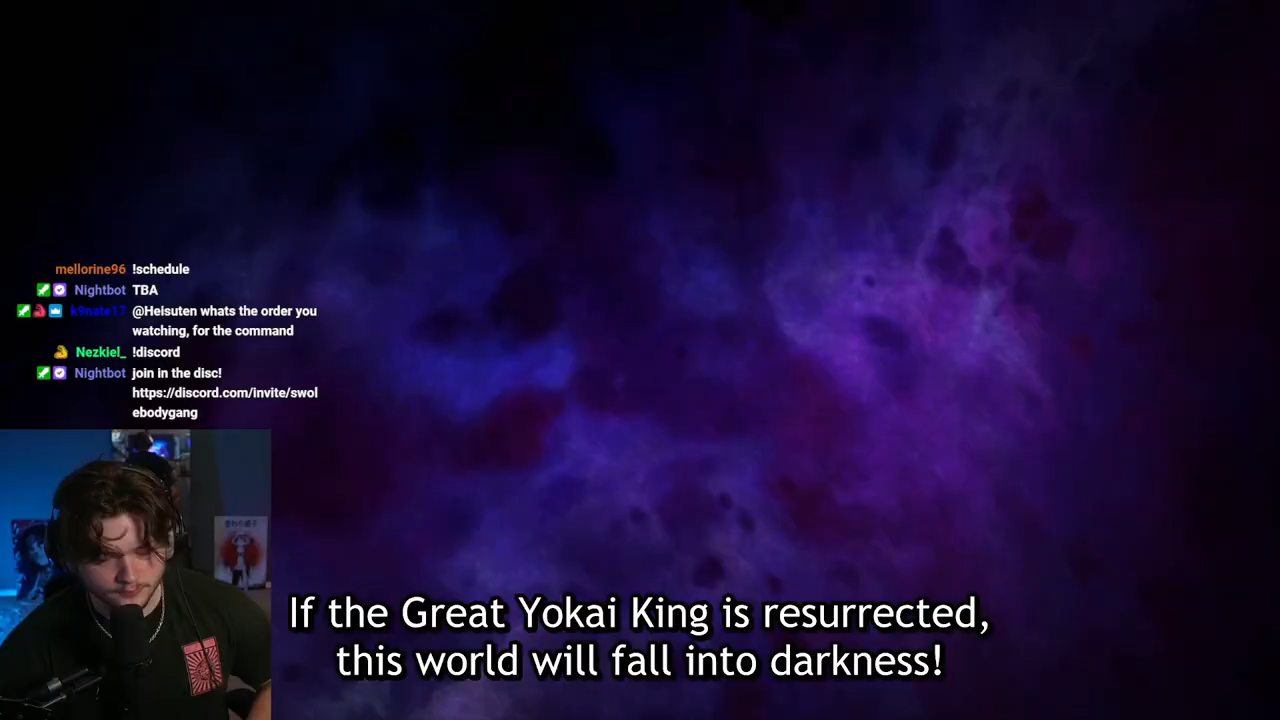 mellorine96 !schedule
Nightbot TBA
k9nate17 @Heisuten whats the order you
watching, for the command
Nezkiel_ !discord
Nightbot join in the disc!
https://discord.com/invite/swol
ebodygang
If the Great Yokai King is resurrected,
this world will fall into darkness!